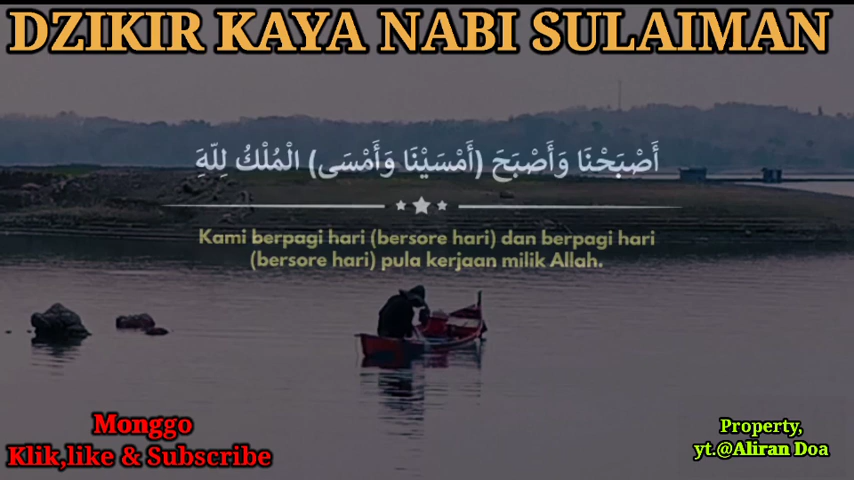 DZIKIR KAYA NABI SULAIMAN
أَصْبَحْنَا وَأَصْبَحَ (أَمْسَيْنَا وَأَمْسَى) الْمُلْكُ لِلّهَِ
Kami berpagi hari (bersore hari) dan berpagi hari
(bersore hari) pula kerjaan milik Allah.
Monggo
Klik,like & Subscribe
Property,
yt.@Aliran Doa